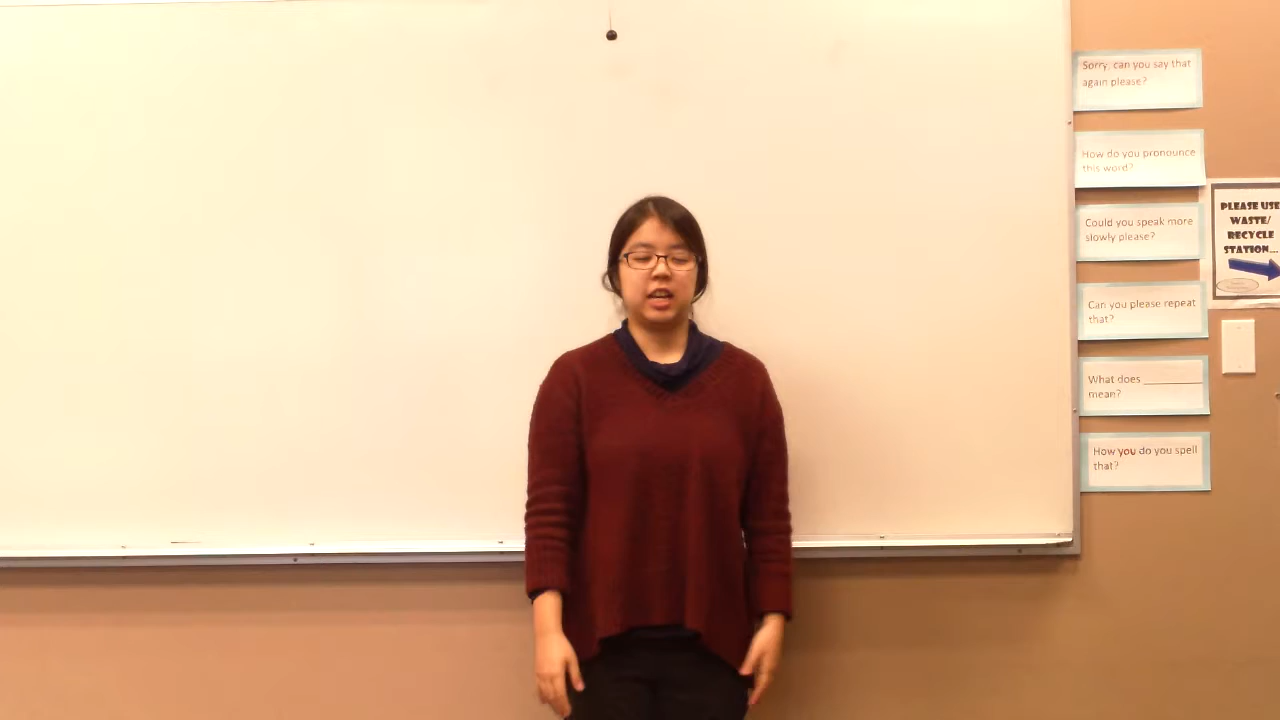 Sorry, can you say that
again please?
How do you pronounce
this word?
Could you speak more
slowly please?
Can you please repeat
that?
What does ________
mean?
How you do you spell
that?
PLEASE USE
WASTE/
RECYCLE
STATION...